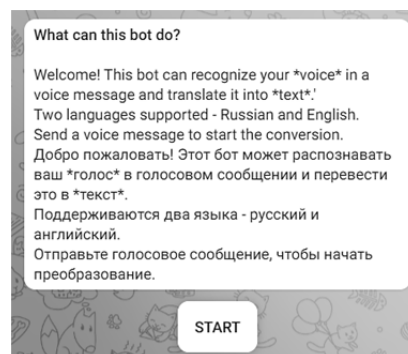 What can this bot do?
Welcome! This bot can recognize your *voice* in a
voice message and translate it into *text*.'
Two languages supported - Russian and English.
Send a voice message to start the conversion.
Добро пожаловать! Этот бот может распознавать
ваш *голос* в голосовом сообщении и перевести
это в *текст*.
Поддерживаются два языка - русский и
английский.
Отправьте голосовое сообщение, чтобы начать
преобразование.
START